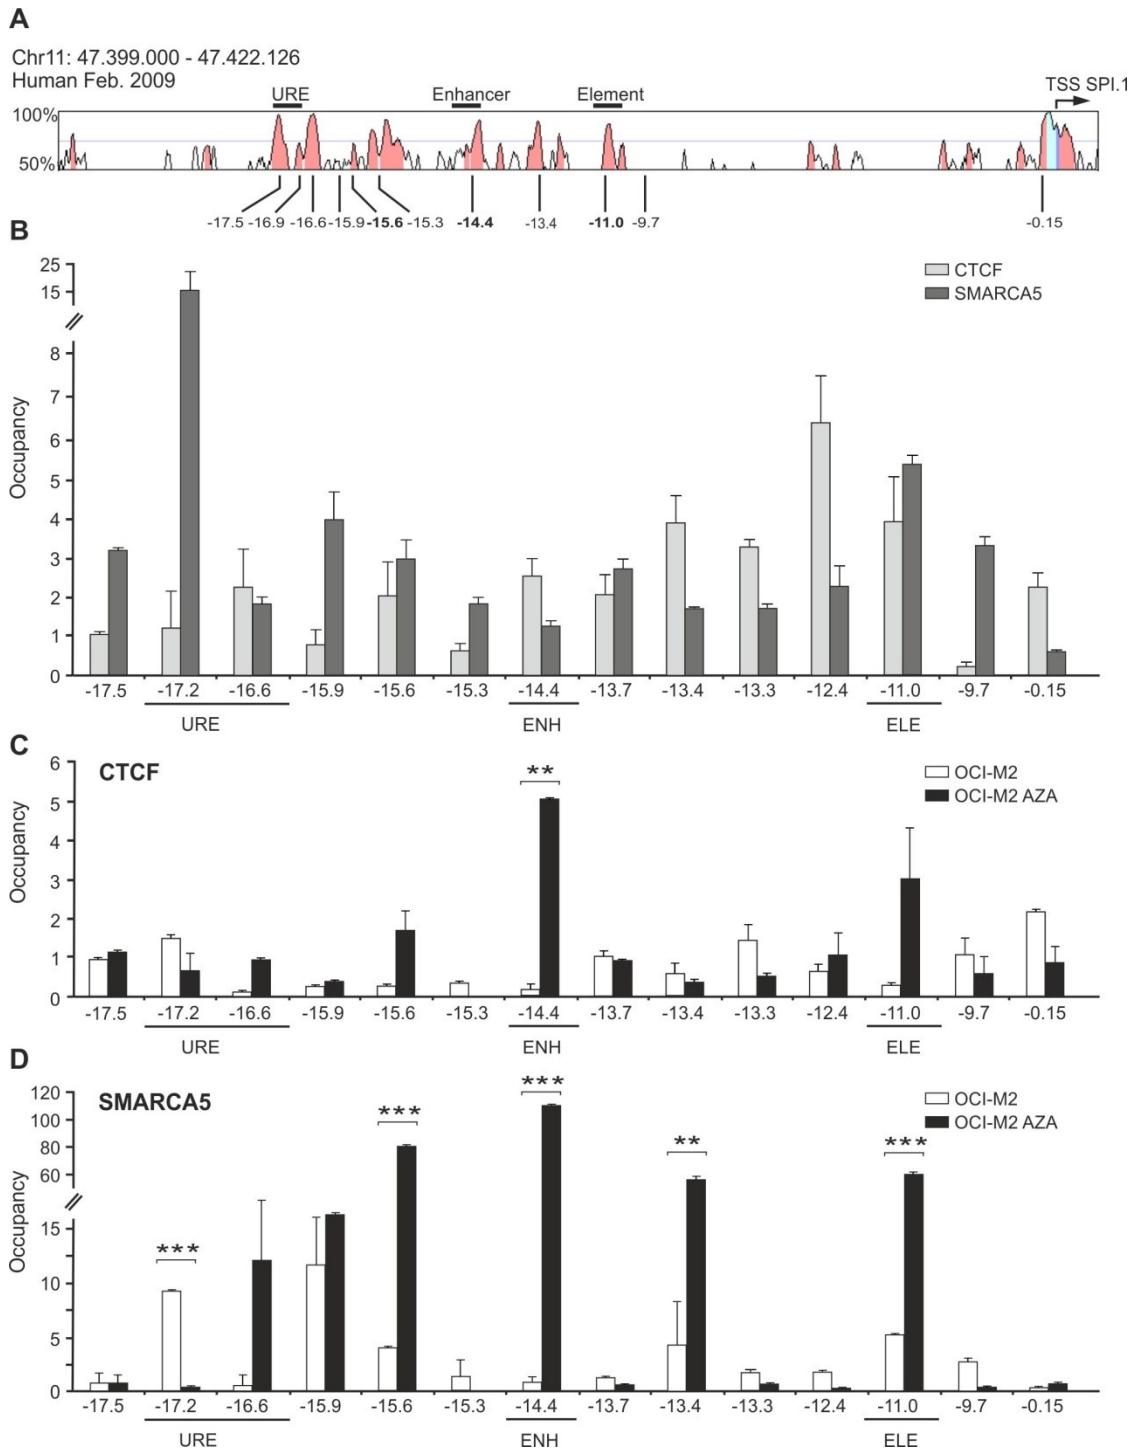 A
Chr11: 47.399.000 - 47.422.126
Human Feb. 2009
URE Enhancer Element TSS SPI.1
100%
50%
-17.5 -16.9 -16.6 -15.9 -15.6 -15.3 -14.4 -13.4 -11.0 -9.7 -0.15
B
Occupancy
25
15
8
7
6
5
4
3
2
1
0
CTCF
SMARCA5
-17.5 -17.2 -16.6 -15.9 -15.6 -15.3 -14.4 -13.7 -13.4 -13.3 -12.4 -11.0 -9.7 -0.15
URE ENH ELE
C
CTCF
Occupancy
6
5
4
3
2
1
0
**
OCI-M2
OCI-M2 AZA
-17.5 -17.2 -16.6 -15.9 -15.6 -15.3 -14.4 -13.7 -13.4 -13.3 -12.4 -11.0 -9.7 -0.15
URE ENH ELE
D
SMARCA5
Occupancy
120
100
80
60
15
10
5
0
*** *** *** ** ***
OCI-M2
OCI-M2 AZA
-17.5 -17.2 -16.6 -15.9 -15.6 -15.3 -14.4 -13.7 -13.4 -13.3 -12.4 -11.0 -9.7 -0.15
URE ENH ELE